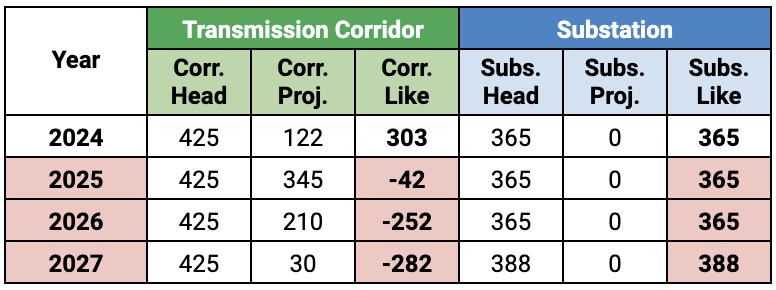 Year Transmission Corridor Substation
Corr. Head Corr. Proj. Corr. Like Subs. Head Subs. Proj. Subs. Like
2024 425 122 303 365 0 365
2025 425 345 -42 365 0 365
2026 425 210 -252 365 0 365
2027 425 30 -282 388 0 388